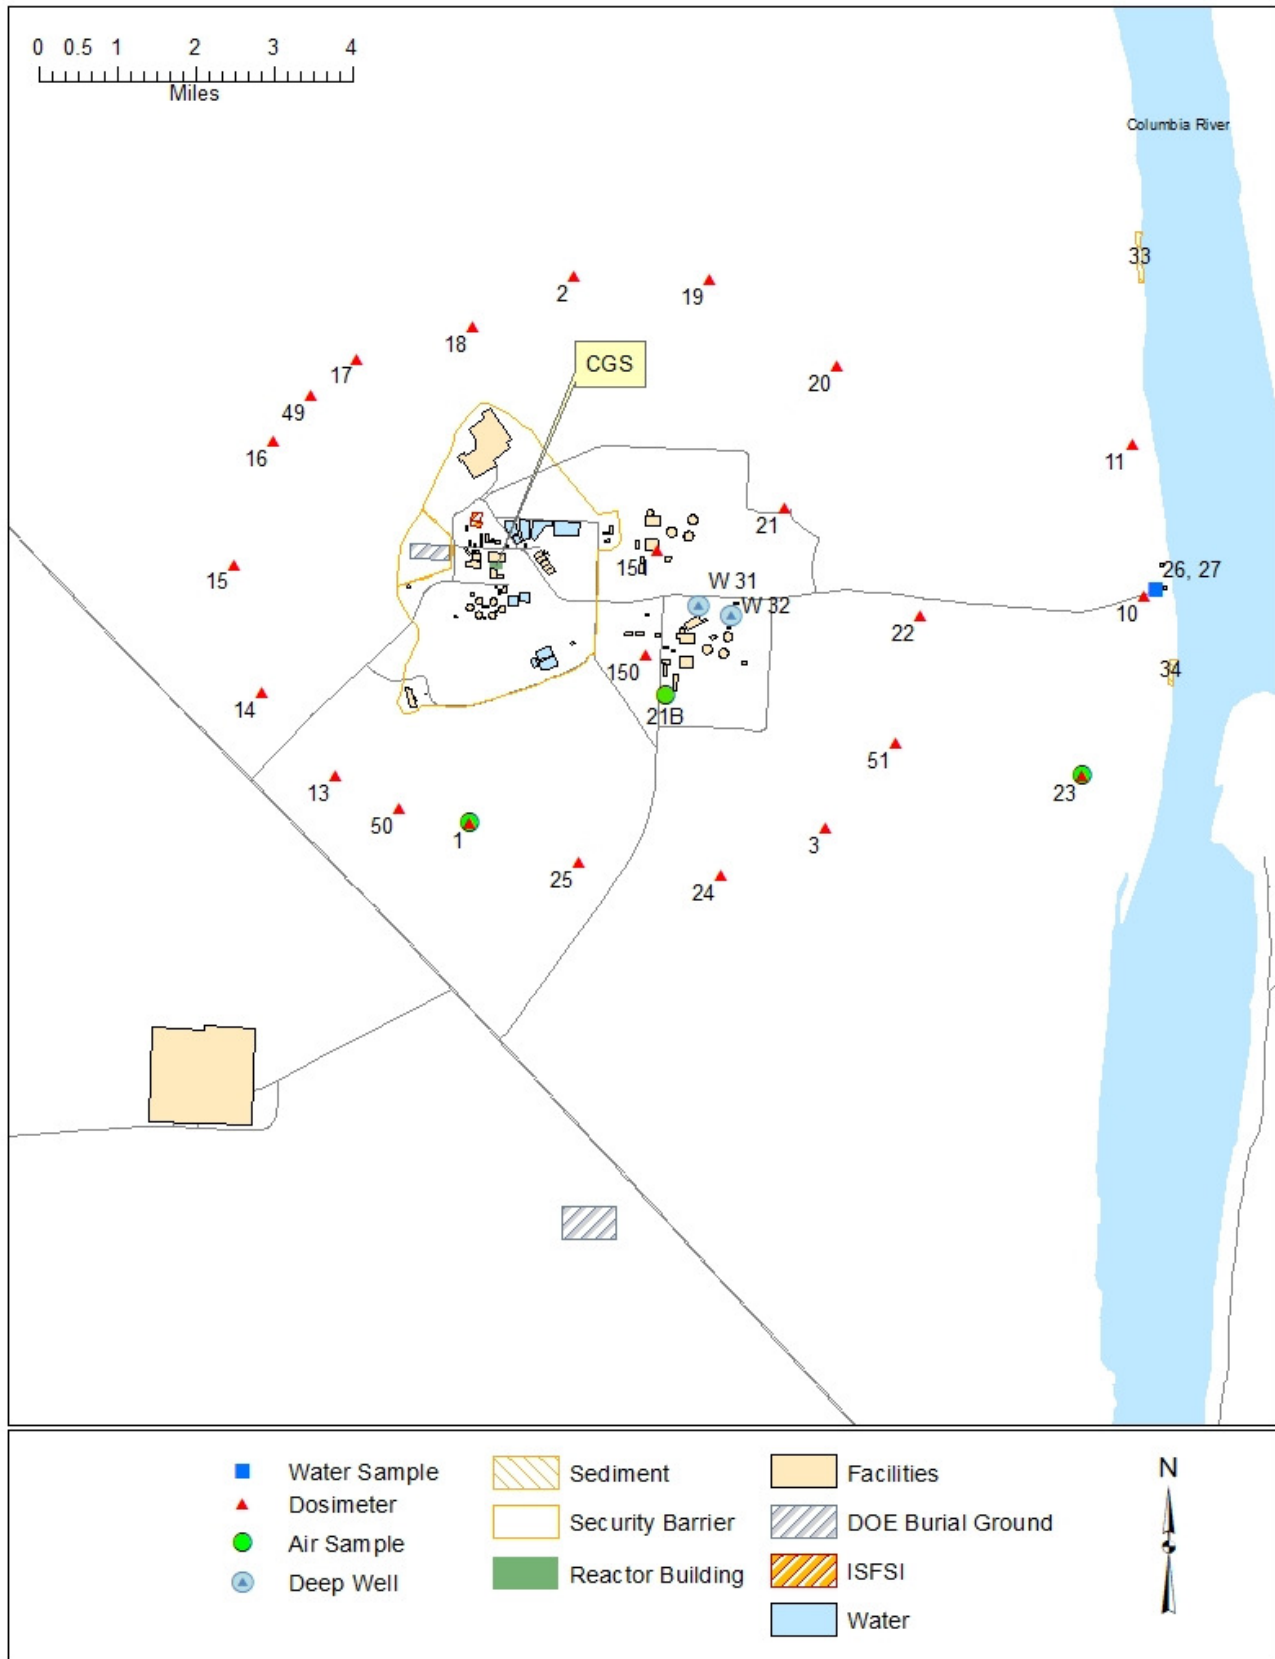 0 0.5 1 2 3 4
Miles
Columbia River
33
2
19
18
CGS
17
20
49
16
11
21
151
15
W 31
26, 27
W 32
10
22
150
34
14
21B
51
13
23
50
1
3
25
24
Water Sample
Dosimeter
Air Sample
Deep Well
Sediment
Security Barrier
Reactor Building
Facilities
DOE Burial Ground
ISFSI
Water
N